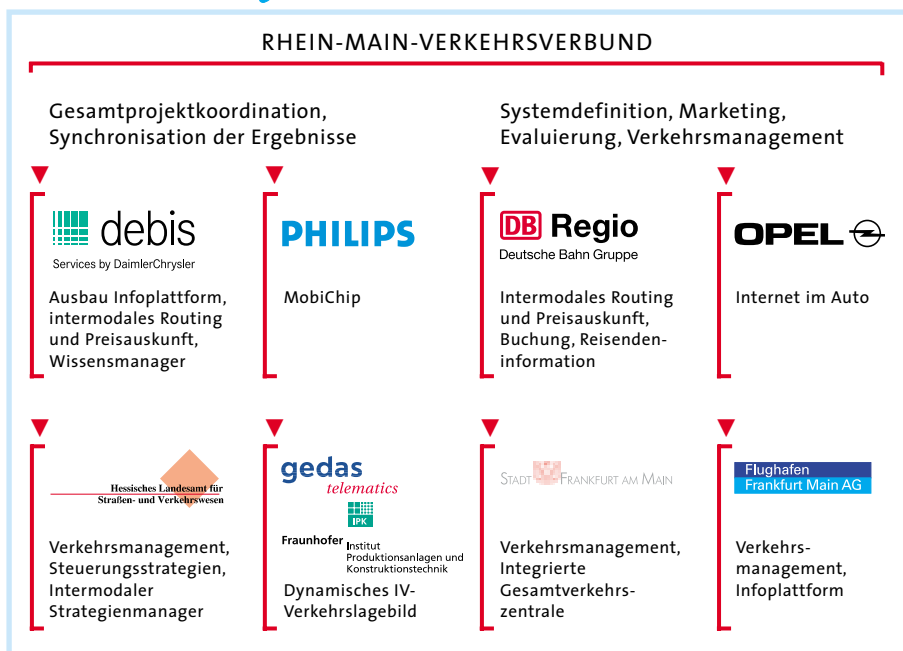 RHEIN-MAIN-VERKEHRSVERBUND
Gesamtprojektkoordination,
Synchronisation der Ergebnisse
Systemdefinition, Marketing,
Evaluierung, Verkehrsmanagement
debis
Services by DaimlerChrysler
Ausbau Infoplattform,
intermodales Routing
und Preisauskunft,
Wissensmanager
PHILIPS
MobiChip
DB Regio
Deutsche Bahn Gruppe
Intermodales Routing
und Preisauskunft,
Buchung, Reisenden-
information
OPEL
Internet im Auto
Hessisches Landesamt für
Straßen- und Verkehrswesen
Verkehrsmanagement,
Steuerungsstrategien,
Intermodaler
Strategienmanager
gedas
telematics
IPK
Fraunhofer Institut
Produktionsanlagen und
Konstruktionstechnik
Dynamisches IV-
Verkehrslagebild
STADT FRANKFURT AM MAIN
Verkehrsmanagement,
Integrierte
Gesamtverkehrs-
zentrale
Flughafen
Frankfurt Main AG
Verkehrs-
management,
Infoplattform